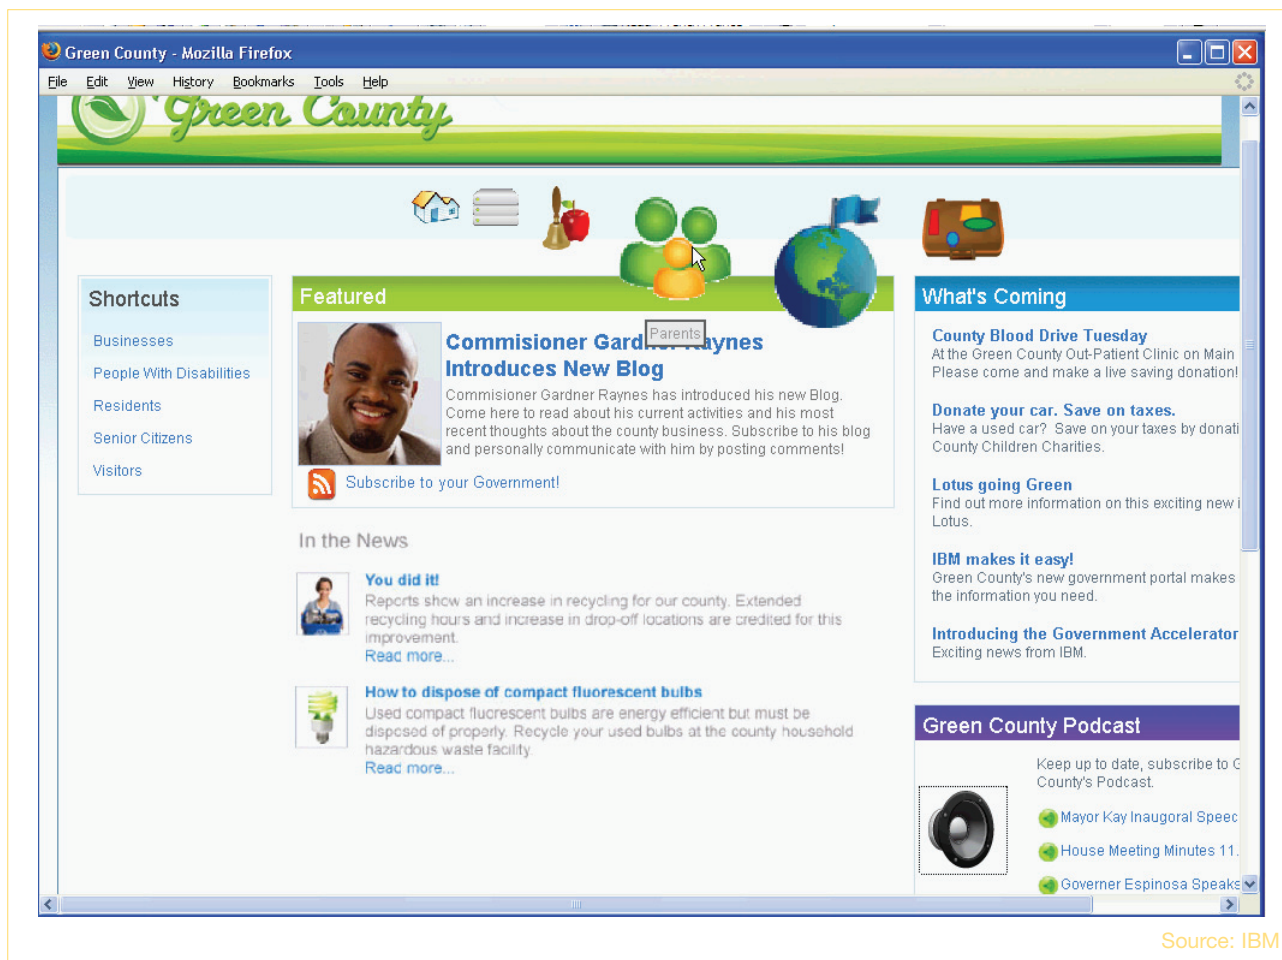 Green County - Mozilla Firefox
File Edit View History Bookmarks Tools Help
Green County
Parents
Shortcuts
Businesses
People With Disabilities
Residents
Senior Citizens
Visitors
Featured
Commisioner Gardner Raynes
Introduces New Blog
Commisioner Gardner Raynes has introduced his new Blog.
Come here to read about his current activities and his most
recent thoughts about the county business. Subscribe to his blog
and personally communicate with him by posting comments!
Subscribe to your Government!
In the News
You did it!
Reports show an increase in recycling for our county. Extended
recycling hours and increase in drop-off locations are credited for this
improvement.
Read more...
How to dispose of compact fluorescent bulbs
Used compact fluorescent bulbs are energy efficient but must be
disposed of properly. Recycle your used bulbs at the county household
hazardous waste facility.
Read more...
What's Coming
County Blood Drive Tuesday
At the Green County Out-Patient Clinic on Main
Please come and make a live saving donation!
Donate your car. Save on taxes.
Have a used car? Save on your taxes by donati
County Children Charities.
Lotus going Green
Find out more information on this exciting new i
Lotus.
IBM makes it easy!
Green County's new government portal makes
the information you need.
Introducing the Government Accelerator
Exciting news from IBM.
Green County Podcast
Keep up to date, subscribe to G
County's Podcast.
Mayor Kay Inaugoral Speec
House Meeting Minutes 11.
Governer Espinosa Speaks
Source: IBM